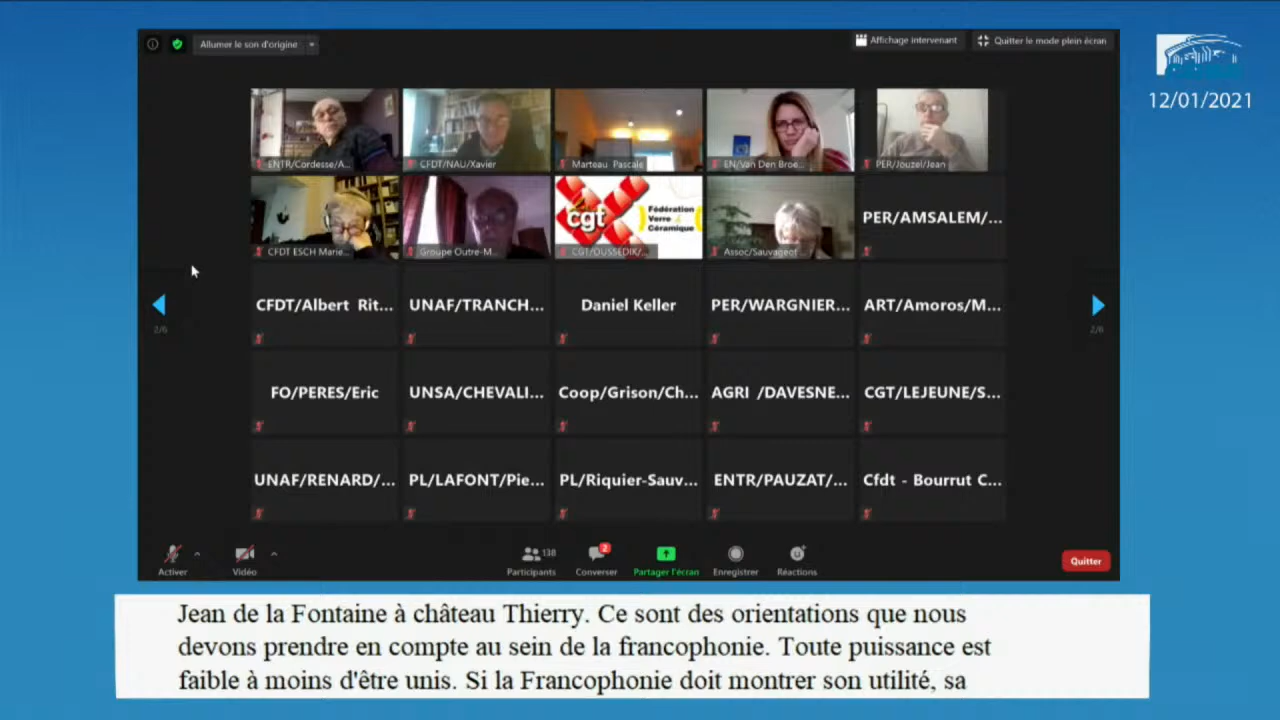 Allumer le son d'origine
Affichage intervenant
Quitter le mode plein écran
12/01/2021
ENTR/Cordesse/A...
CFDT/NAU/Xavier
Marteau Pascale
EN/Van Den Broe...
PER/Jouzel/Jean
CFDT ESCH Marie...
Groupe Outre-M...
cgt
Fédération
Verre &
Céramique
CGT/OUSSEDIK/...
Assoc/Sauvageot
PER/AMSALEM/...
CFDT/Albert Rit...
UNAF/TRANCH...
Daniel Keller
PER/WARGNIER...
ART/Amoros/M...
2/6
2/6
FO/PERES/Eric
UNSA/CHEVALI...
Coop/Grison/Ch...
AGRI /DAVESNE...
CGT/LEJEUNE/S...
UNAF/RENARD/...
PL/LAFONT/Pie...
PL/Riquier-Sauv...
ENTR/PAUZAT/...
Cfdt - Bourrut C...
138
2
Activer
Vidéo
Participants
Converser
Partager l'écran
Enregistrer
Réactions
Quitter
Jean de la Fontaine à château Thierry. Ce sont des orientations que nous
devons prendre en compte au sein de la francophonie. Toute puissance est
faible à moins d'être unis. Si la Francophonie doit montrer son utilité, sa